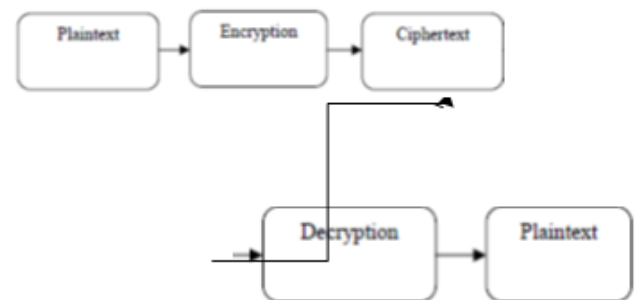 Plaintext
Encryption
Ciphertext
Decryption
Plaintext